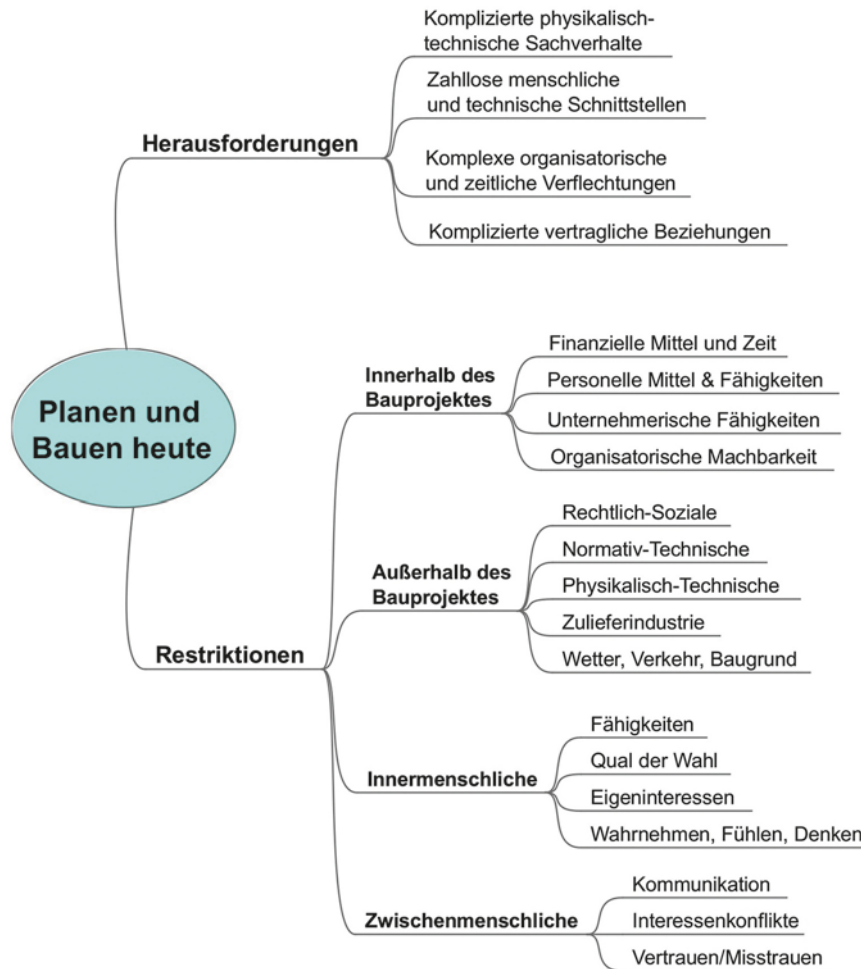 Komplizierte physikalisch-
technische Sachverhalte
Zahllose menschliche
und technische Schnittstellen
Herausforderungen
Komplexe organisatorische
und zeitliche Verflechtungen
Komplizierte vertragliche Beziehungen
Planen und
Bauen heute
Innerhalb des
Bauprojektes
Finanzielle Mittel und Zeit
Personelle Mittel & Fähigkeiten
Unternehmerische Fähigkeiten
Organisatorische Machbarkeit
Außerhalb des
Bauprojektes
Rechtlich-Soziale
Normativ-Technische
Physikalisch-Technische
Zulieferindustrie
Wetter, Verkehr, Baugrund
Restriktionen
Innermenschliche
Fähigkeiten
Qual der Wahl
Eigeninteressen
Wahrnehmen, Fühlen, Denken
Zwischenmenschliche
Kommunikation
Interessenkonflikte
Vertrauen/Misstrauen